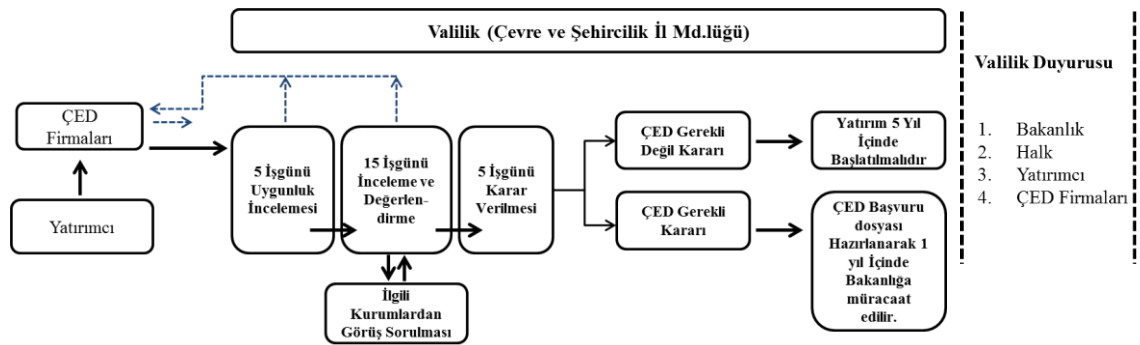 Valilik (Çevre ve Şehircilik İl Md.lüğü)
ÇED
Firmaları
Yatırımcı
5 İşgünü
Uygunluk
İncelemesi
15 İşgünü
İnceleme ve
Değerlen-
dirme
5 İşgünü
Karar
Verilmesi
İlgili
Kurumlardan
Görüş Sorulması
ÇED Gerekli
Değil Kararı
Yatırım 5 Yıl
İçinde
Başlatılmalıdır
ÇED Gerekli
Kararı
ÇED Başvuru
dosyası
Hazırlanarak 1
yıl İçinde
Bakanlığa
müracaat
edilir.
Valilik Duyurusu
1. Bakanlık
2. Halk
3. Yatırımcı
4. ÇED Firmaları